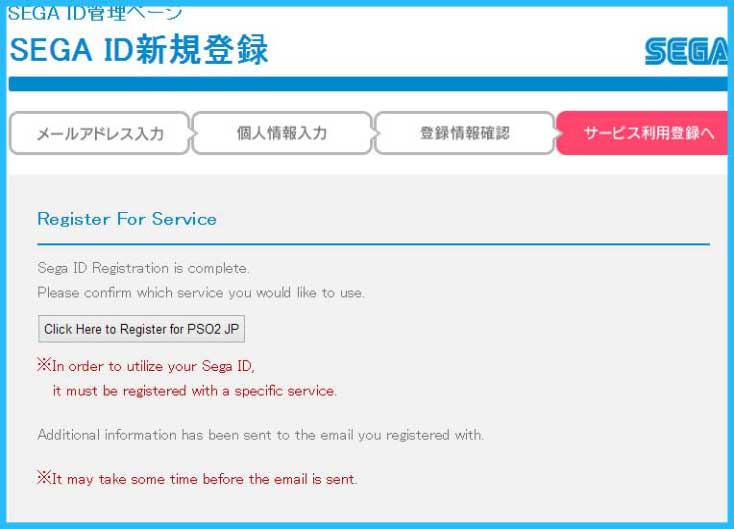 SEGA ID管理ページ
SEGA ID新規登録
SEGA
メールアドレス入力
個人情報入力
登録情報確認
サービス利用登録へ
Register For Service
Sega ID Registration is complete.
Please confirm which service you would like to use.
Click Here to Register for PSO2 JP
※In order to utilize your Sega ID,
it must be registered with a specific service.
Additional information has been sent to the email you registered with.
※It may take some time before the email is sent.